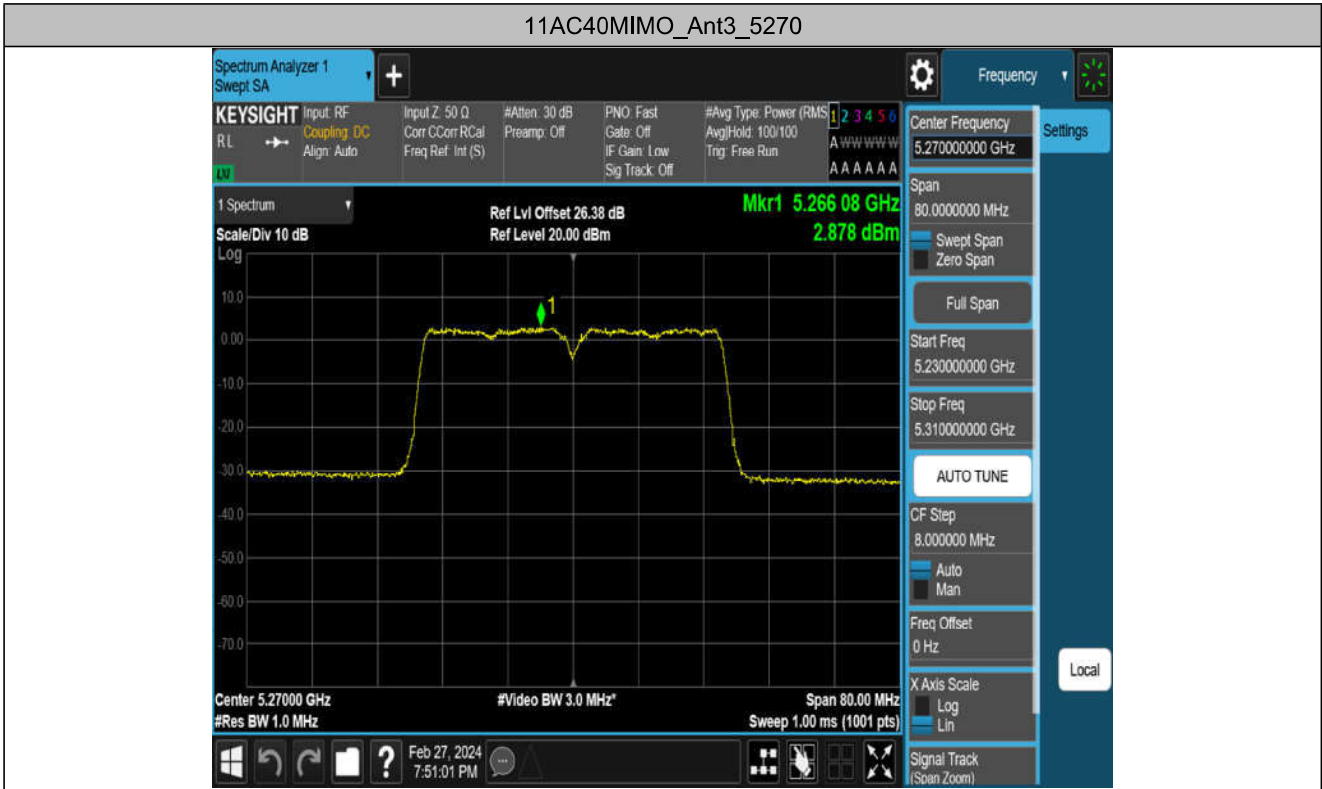 11AC40MIMO_Ant3_5270
Spectrum Analyzer 1
Swept SA
+
Frequency
KEYSIGHT
RL
LXI
Input: RF
Coupling: DC
Align: Auto
Input Z: 50 Ω
Corr CCorr RCal
Freq Ref: Int (S)
#Atten: 30 dB
Preamp: Off
PNO: Fast
Gate: Off
IF Gain: Low
Sig Track: Off
#Avg Type: Power (RMS
Avg|Hold: 100/100
Trig: Free Run
1 2 3 4 5 6
A W W W W W
A A A A A A
1 Spectrum
Scale/Div 10 dB
Log
Ref Lvl Offset 26.38 dB
Ref Level 20.00 dBm
Mkr1 5.266 08 GHz
2.878 dBm
1
10.0
0.00
-10.0
-20.0
-30.0
-40.0
-50.0
-60.0
-70.0
Center 5.27000 GHz
#Res BW 1.0 MHz
#Video BW 3.0 MHz*
Span 80.00 MHz
Sweep 1.00 ms (1001 pts)
Center Frequency
5.270000000 GHz
Settings
Span
80.0000000 MHz
Swept Span
Zero Span
Full Span
Start Freq
5.230000000 GHz
Stop Freq
5.310000000 GHz
AUTO TUNE
CF Step
8.000000 MHz
Auto
Man
Freq Offset
0 Hz
X Axis Scale
Log
Lin
Local
Signal Track
(Span Zoom)
?
Feb 27, 2024
7:51:01 PM